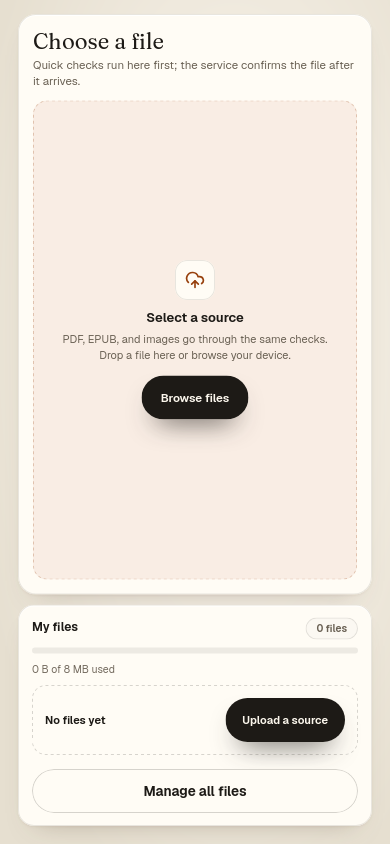 Choose a file
Quick checks run here first; the service confirms the file after
it arrives.
Select a source
PDF, EPUB, and images go through the same checks.
Drop a file here or browse your device.
Browse files
My files
0 files
0 B of 8 MB used
No files yet
Upload a source
Manage all files